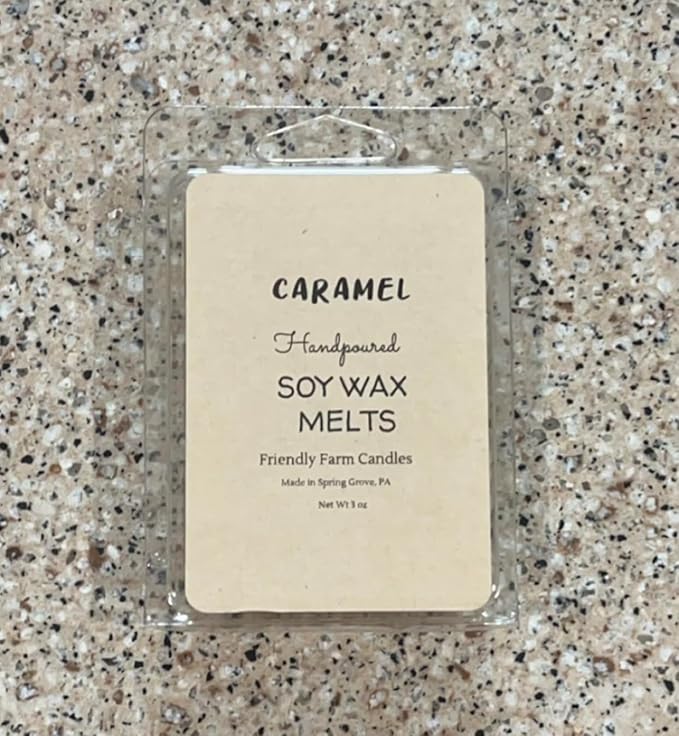 CARAMEL
Handpoured
SOY WAX
MELTS
Friendly Farm Candles
Made in Spring Grove, PA
Net Wt 3 oz